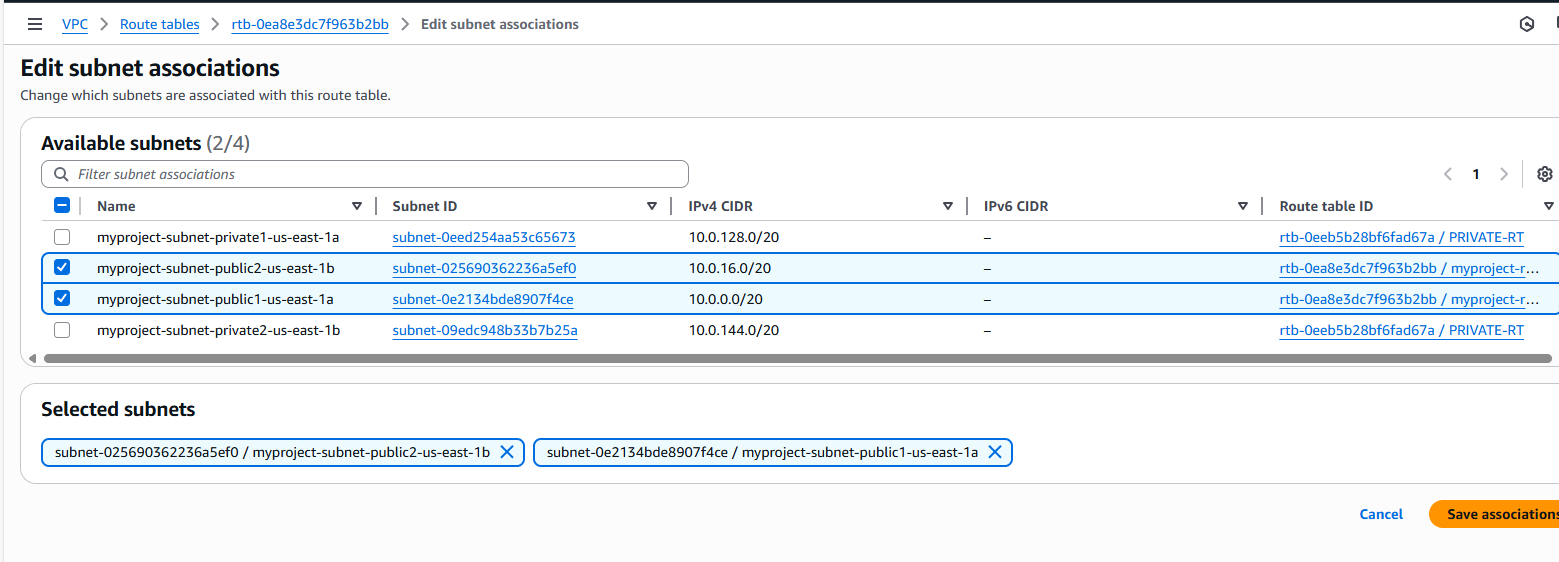 VPC > Route tables > rtb-0ea8e3dc7f963b2bb > Edit subnet associations
Edit subnet associations
Change which subnets are associated with this route table.
Available subnets (2/4)
Filter subnet associations
1
Name Subnet ID IPv4 CIDR IPv6 CIDR Route table ID
myproject-subnet-private1-us-east-1a subnet-0eed254aa53c65673 10.0.128.0/20 – rtb-0eeb5b28bf6fad67a / PRIVATE-RT
myproject-subnet-public2-us-east-1b subnet-025690362236a5ef0 10.0.16.0/20 – rtb-0ea8e3dc7f963b2bb / myproject-r...
myproject-subnet-public1-us-east-1a subnet-0e2134bde8907f4ce 10.0.0.0/20 – rtb-0ea8e3dc7f963b2bb / myproject-r...
myproject-subnet-private2-us-east-1b subnet-09edc948b33b7b25a 10.0.144.0/20 – rtb-0eeb5b28bf6fad67a / PRIVATE-RT
Selected subnets
subnet-025690362236a5ef0 / myproject-subnet-public2-us-east-1b subnet-0e2134bde8907f4ce / myproject-subnet-public1-us-east-1a
Cancel Save associations